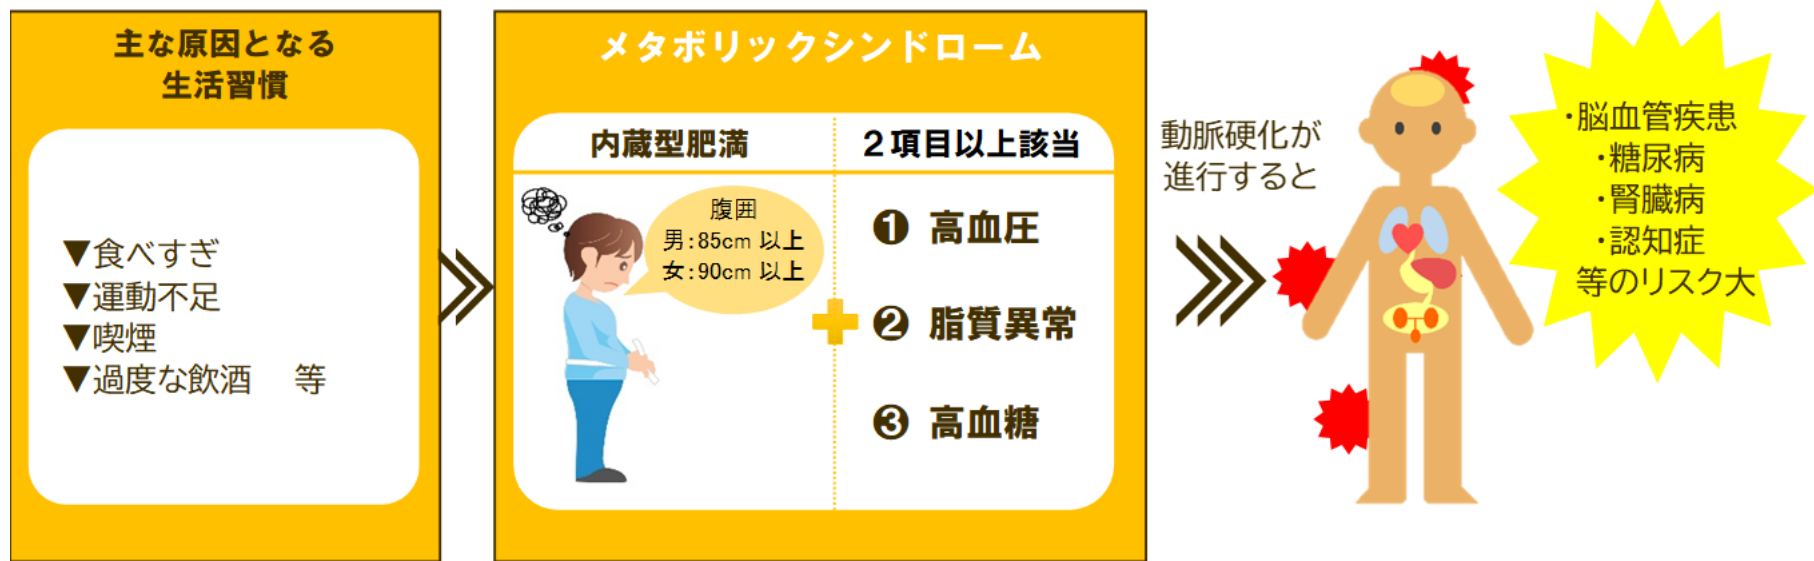 主な原因となる
生活習慣
▼食べすぎ
▼運動不足
▼喫煙
▼過度な飲酒　等
メタボリックシンドローム
内蔵型肥満
腹囲
男:85cm 以上
女:90cm 以上
2項目以上該当
❶ 高血圧
❷ 脂質異常
❸ 高血糖
動脈硬化が
進行すると
・脳血管疾患
・糖尿病
・腎臓病
・認知症
等のリスク大